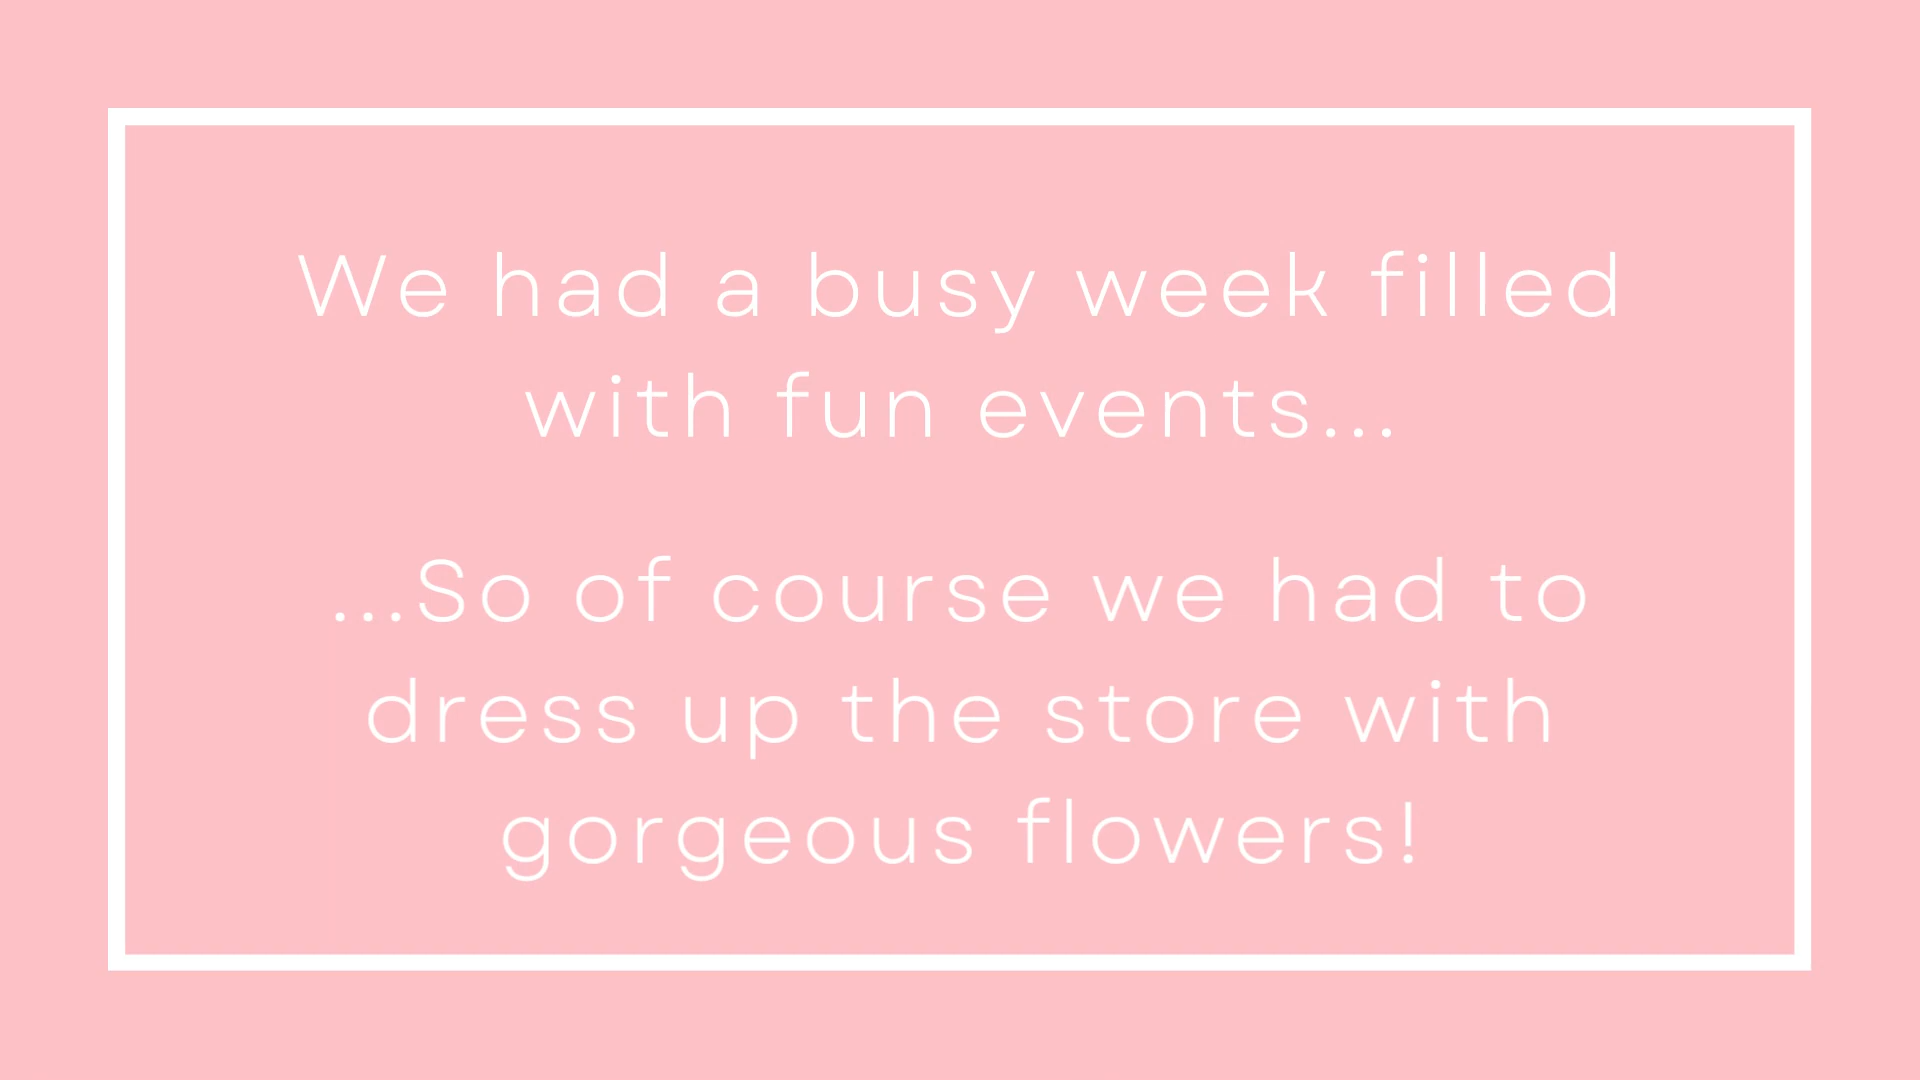 We had a busy week filled
with fun events...
...So of course we had to
dress up the store with
gorgeous flowers!